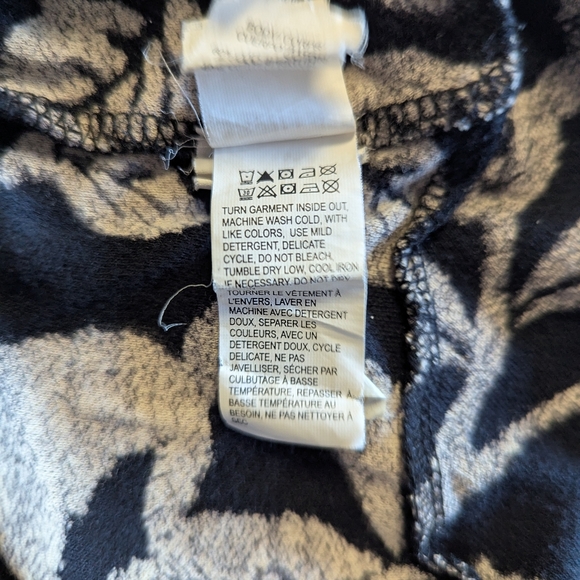 TURN GARMENT INSIDE OUT,
MACHINE WASH COLD, WITH
LIKE COLORS, USE MILD
DETERGENT, DELICATE
CYCLE, DO NOT BLEACH,
TUMBLE DRY LOW, COOL IRON
IF NECESSARY DO NOT DRY
TOURNER LE VÊTEMENT À
L'ENVERS, LAVER EN
MACHINE AVEC DETERGENT
DOUX, SEPARER LES
COULEURS, AVEC UN
DETERGENT DOUX, CYCLE
DELICATE, NE PAS
JAVELLISER, SÉCHER PAR
CULBUTAGE À BASSE
TEMPÉRATURE, REPASSER À
BASSE TEMPÉRATURE AU
BESOIN, NE PAS NETTOYER À
SEC